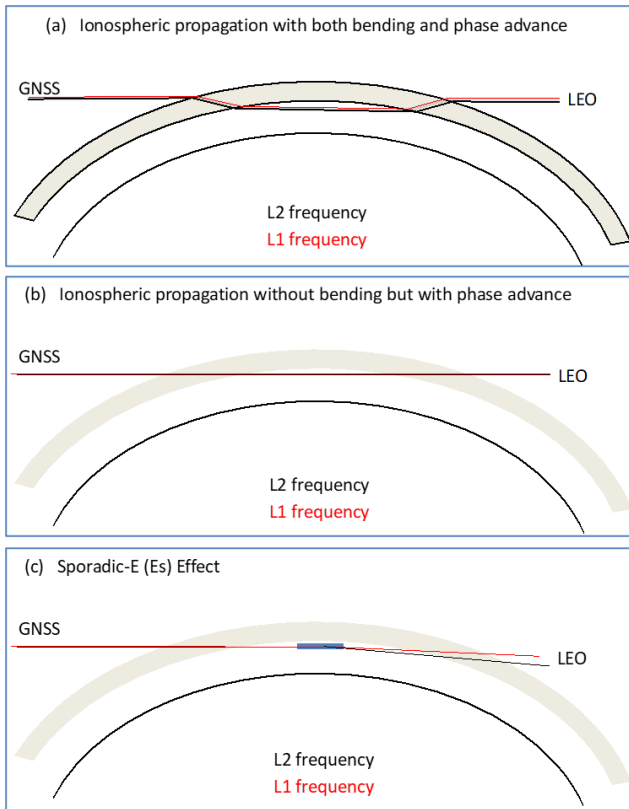 (a) Ionospheric propagation with both bending and phase advance
GNSS
LEO
L2 frequency
L1 frequency
(b) Ionospheric propagation without bending but with phase advance
GNSS
LEO
L2 frequency
L1 frequency
(c) Sporadic-E (Es) Effect
GNSS
LEO
L2 frequency
L1 frequency